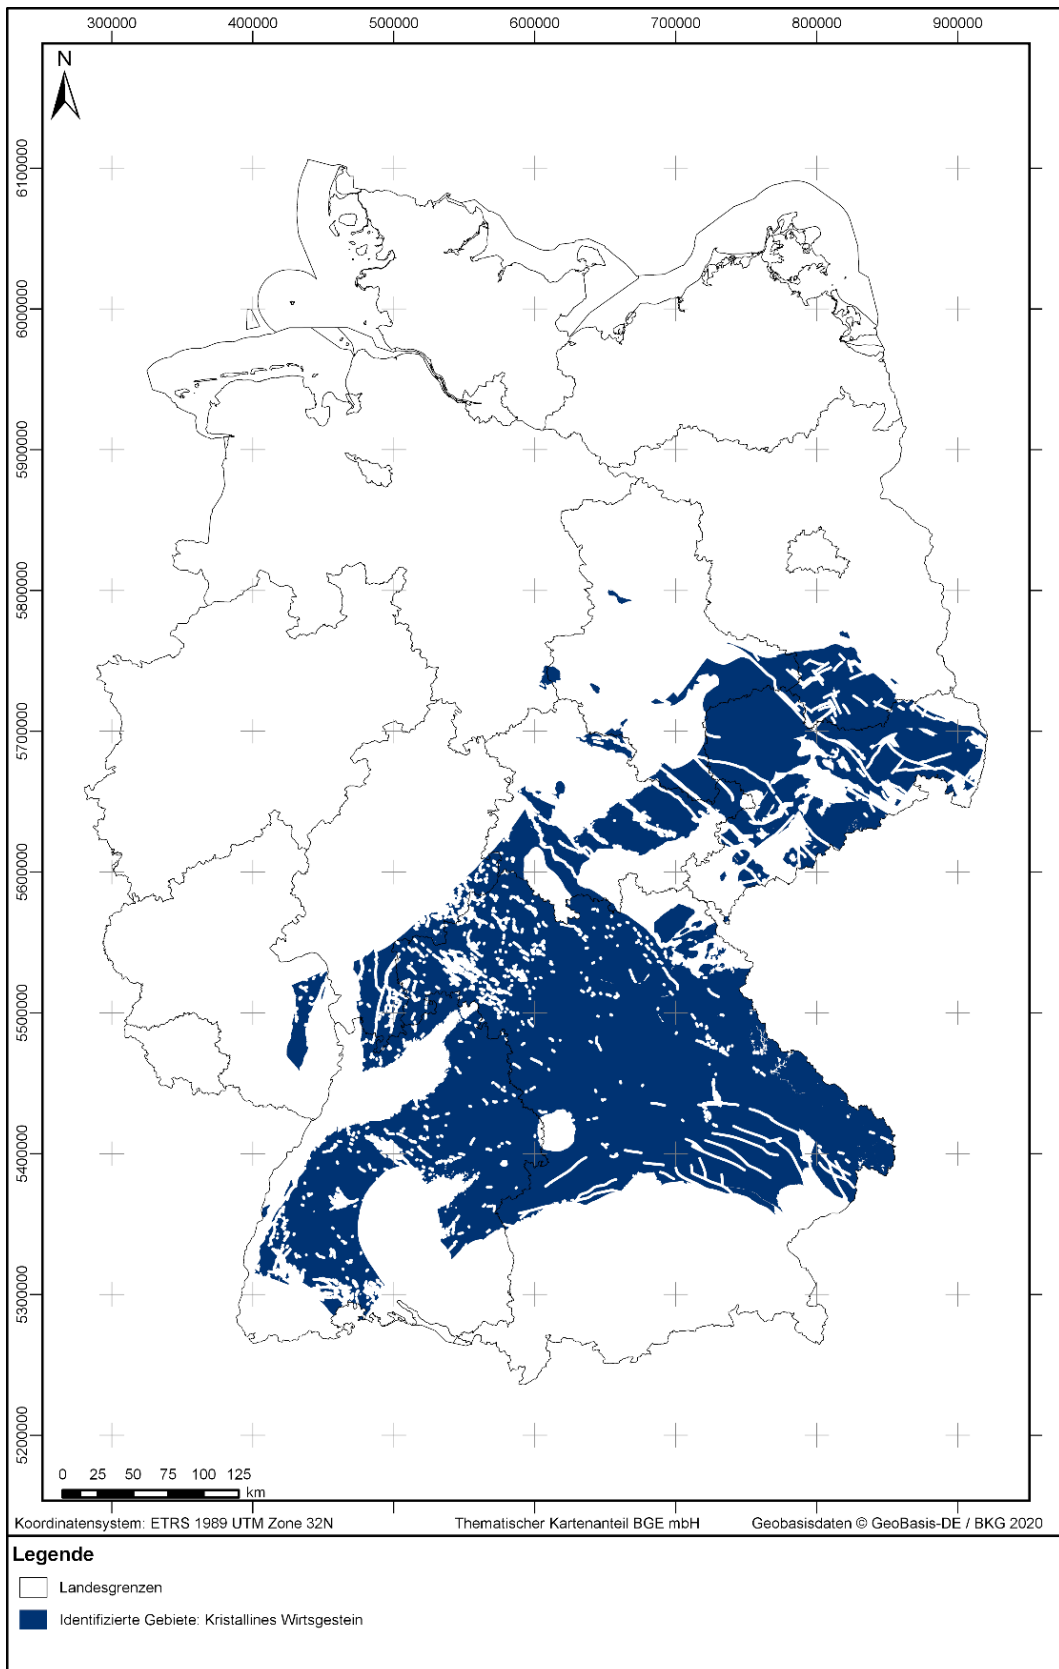 300000 400000 500000 600000 700000 800000 900000
N
6100000
6000000
5900000
5800000
5700000
5600000
5500000
5400000
5300000
5200000
0 25 50 75 100 125
km
Koordinatensystem: ETRS 1989 UTM Zone 32N Thematischer Kartenanteil BGE mbH Geobasisdaten © GeoBasis-DE / BKG 2020
Legende
Landesgrenzen
Identifizierte Gebiete: Kristallines Wirtsgestein